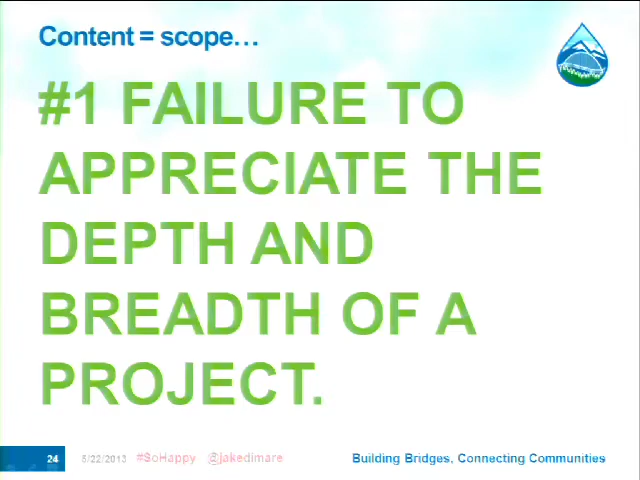 Content = scope…
#1 FAILURE TO
APPRECIATE THE
DEPTH AND
BREADTH OF A
PROJECT.
24 5/22/2013 #SoHappy @jakedimare Building Bridges, Connecting Communities